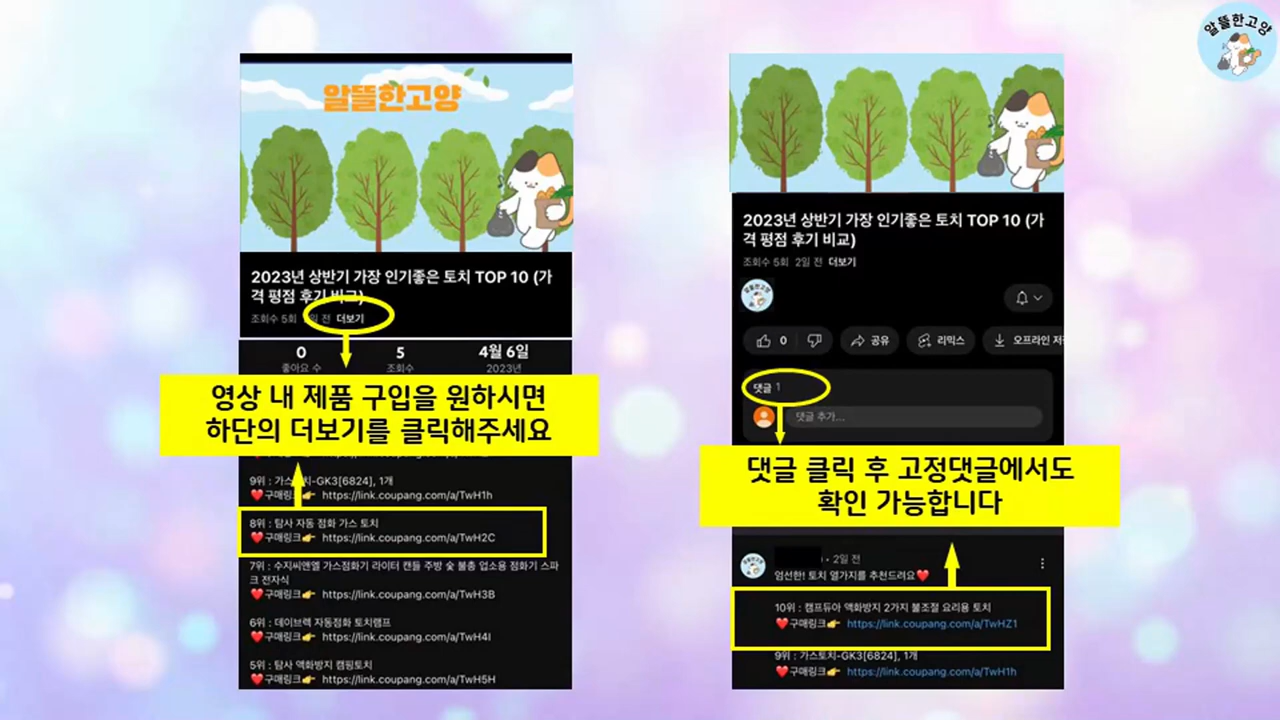 알뜰한고양
알뜰한고양
2023년 상반기 가장 인기좋은 토치 TOP 10 (가
격 평점 후기 비교)
조회수 5회 전 더보기
0 5 4월 6일
좋아요 수 조회수 2023년
영상 내 제품 구입을 원하시면
하단의 더보기를 클릭해주세요
9위 : 가스 -GK3[6824], 1개
❤️구매링크👉 https://link.coupang.com/a/TwH1h
8위 : 탐사 자동 점화 가스 토치
❤️구매링크👉 https://link.coupang.com/a/TwH2C
7위 : 수지씨앤엘 가스점화기 라이터 캔들 주방 숯 불총 업소용 점화기 스파
크 전자식
❤️구매링크👉 https://link.coupang.com/a/TwH3B
6위 : 데이브렉 자동점화 토치램프
❤️구매링크👉 https://link.coupang.com/a/TwH4I
5위 : 탐사 액화방지 캠핑토치
❤️구매링크👉 https://link.coupang.com/a/TwH5H
2023년 상반기 가장 인기좋은 토치 TOP 10 (가
격 평점 후기 비교)
조회수 5회 2일 전 더보기
알뜰한고양
0 공유 리믹스 오프라인 저
댓글 1
댓글 추가...
댓글 클릭 후 고정댓글에서도
확인 가능합니다
• 2일 전
엄선한! 토치 열가지를 추천드려요❤️
10위 : 캠프듀아 액화방지 2가지 불조절 요리용 토치
❤️구매링크👉 https://link.coupang.com/a/TwHZ1
9위 : 가스토치-GK3[6824], 1개
❤️구매링크👉 https://link.coupang.com/a/TwH1h